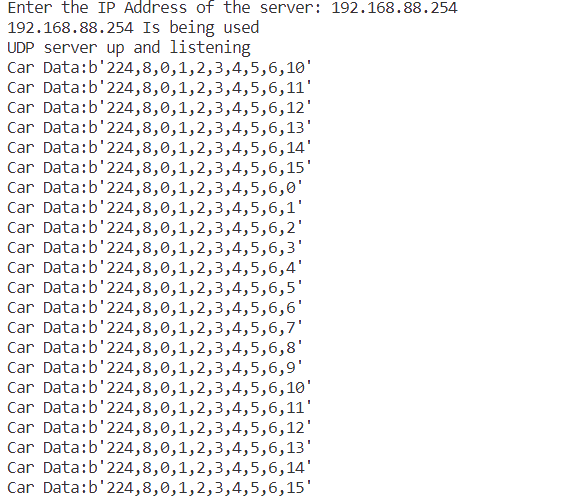 Enter the IP Address of the server: 192.168.88.254
192.168.88.254 Is being used
UDP server up and listening
Car Data:b'224,8,0,1,2,3,4,5,6,10'
Car Data:b'224,8,0,1,2,3,4,5,6,11'
Car Data:b'224,8,0,1,2,3,4,5,6,12'
Car Data:b'224,8,0,1,2,3,4,5,6,13'
Car Data:b'224,8,0,1,2,3,4,5,6,14'
Car Data:b'224,8,0,1,2,3,4,5,6,15'
Car Data:b'224,8,0,1,2,3,4,5,6,0'
Car Data:b'224,8,0,1,2,3,4,5,6,1'
Car Data:b'224,8,0,1,2,3,4,5,6,2'
Car Data:b'224,8,0,1,2,3,4,5,6,3'
Car Data:b'224,8,0,1,2,3,4,5,6,4'
Car Data:b'224,8,0,1,2,3,4,5,6,5'
Car Data:b'224,8,0,1,2,3,4,5,6,6'
Car Data:b'224,8,0,1,2,3,4,5,6,7'
Car Data:b'224,8,0,1,2,3,4,5,6,8'
Car Data:b'224,8,0,1,2,3,4,5,6,9'
Car Data:b'224,8,0,1,2,3,4,5,6,10'
Car Data:b'224,8,0,1,2,3,4,5,6,11'
Car Data:b'224,8,0,1,2,3,4,5,6,12'
Car Data:b'224,8,0,1,2,3,4,5,6,13'
Car Data:b'224,8,0,1,2,3,4,5,6,14'
Car Data:b'224,8,0,1,2,3,4,5,6,15'